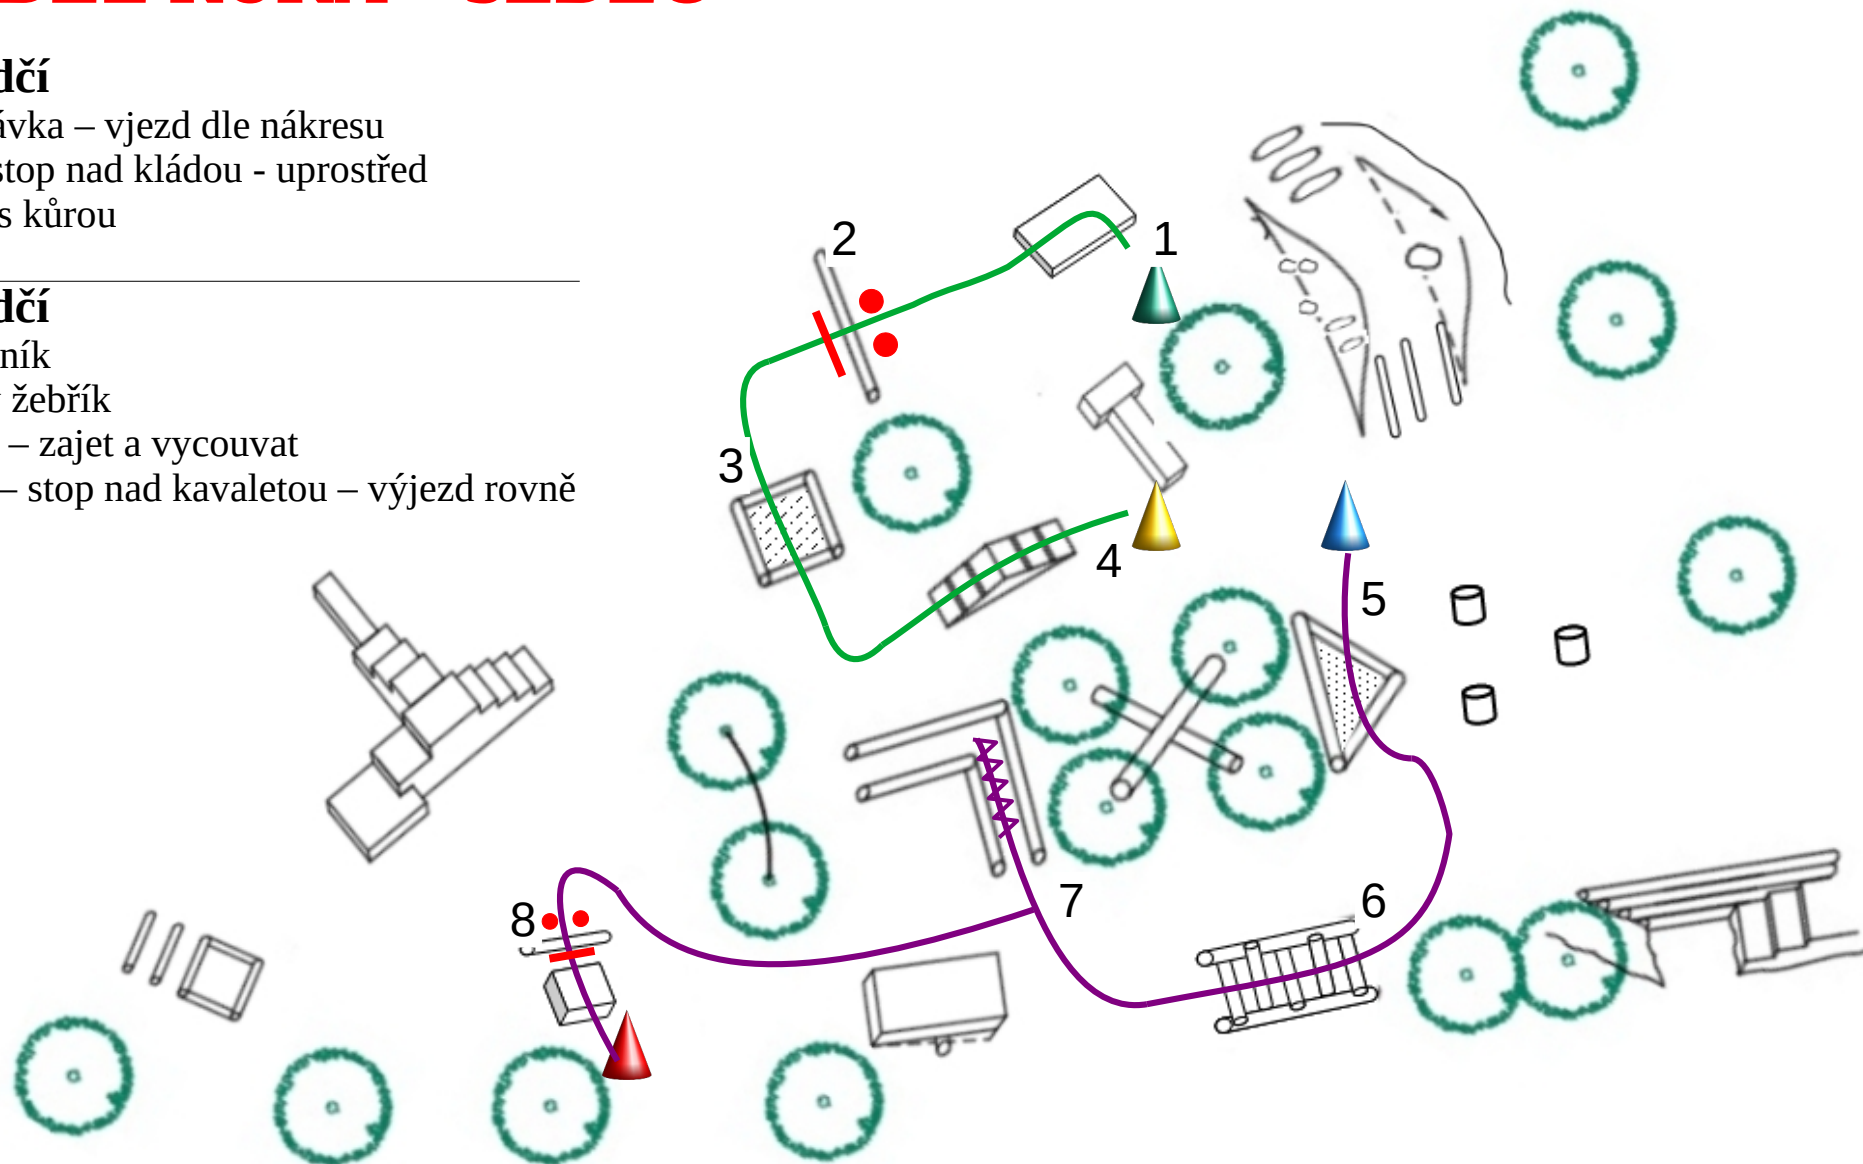 dčí
ávka – vjezd dle nákresu
stop nad kládou - uprostřed
s kůrou
dčí
ník
žebřík
– zajet a vycouvat
– stop nad kavaletou – výjezd rovně
1
2
3
4
5
6
7
8